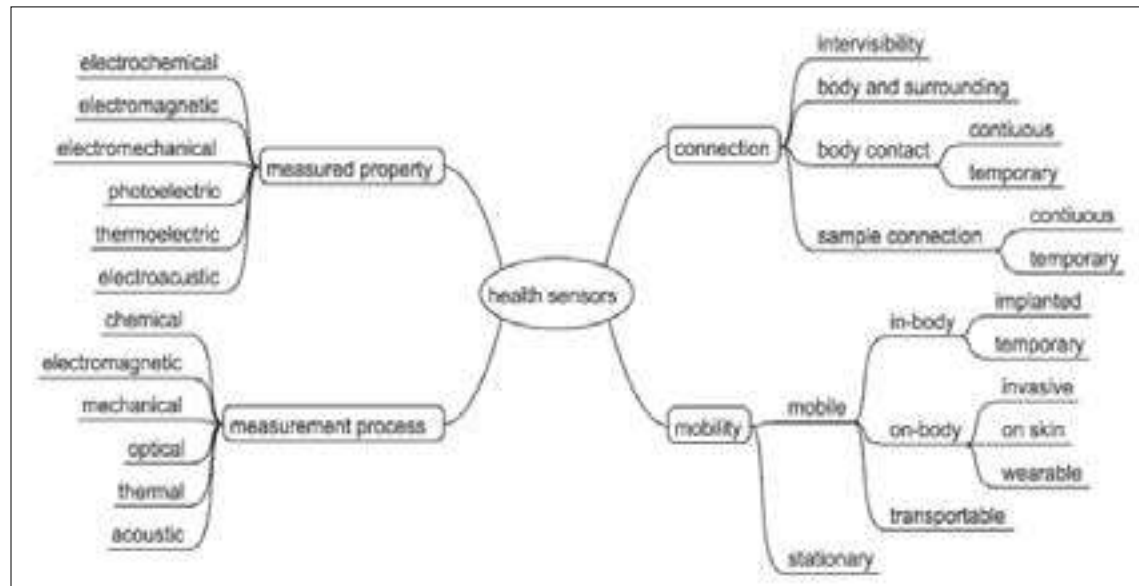 electrochemical
electromagnetic
electromechanical
photoelectric
thermoelectric
electroacustic
measured property
chemical
electromagnetic
mechanical
optical
thermal
acoustic
measurement process
health sensors
connection
intervisibility
body and surrounding
body contact
contiuous
temporary
sample connection
contiuous
temporary
mobility
mobile
in-body
implanted
temporary
on-body
invasive
on skin
wearable
transportable
stationary